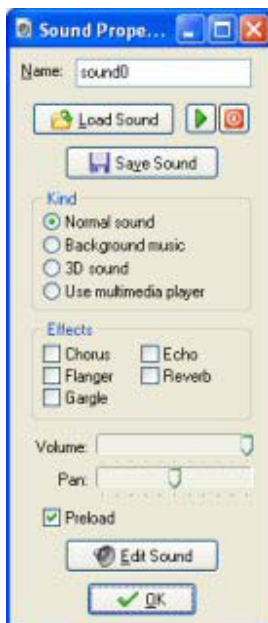 Sound Prope...
Name: sound0
Load Sound
Save Sound
Kind
Normal sound
Background music
3D sound
Use multimedia player
Effects
Chorus Echo
Flanger Reverb
Gargle
Volume:
Pan:
Preload
Edit Sound
OK